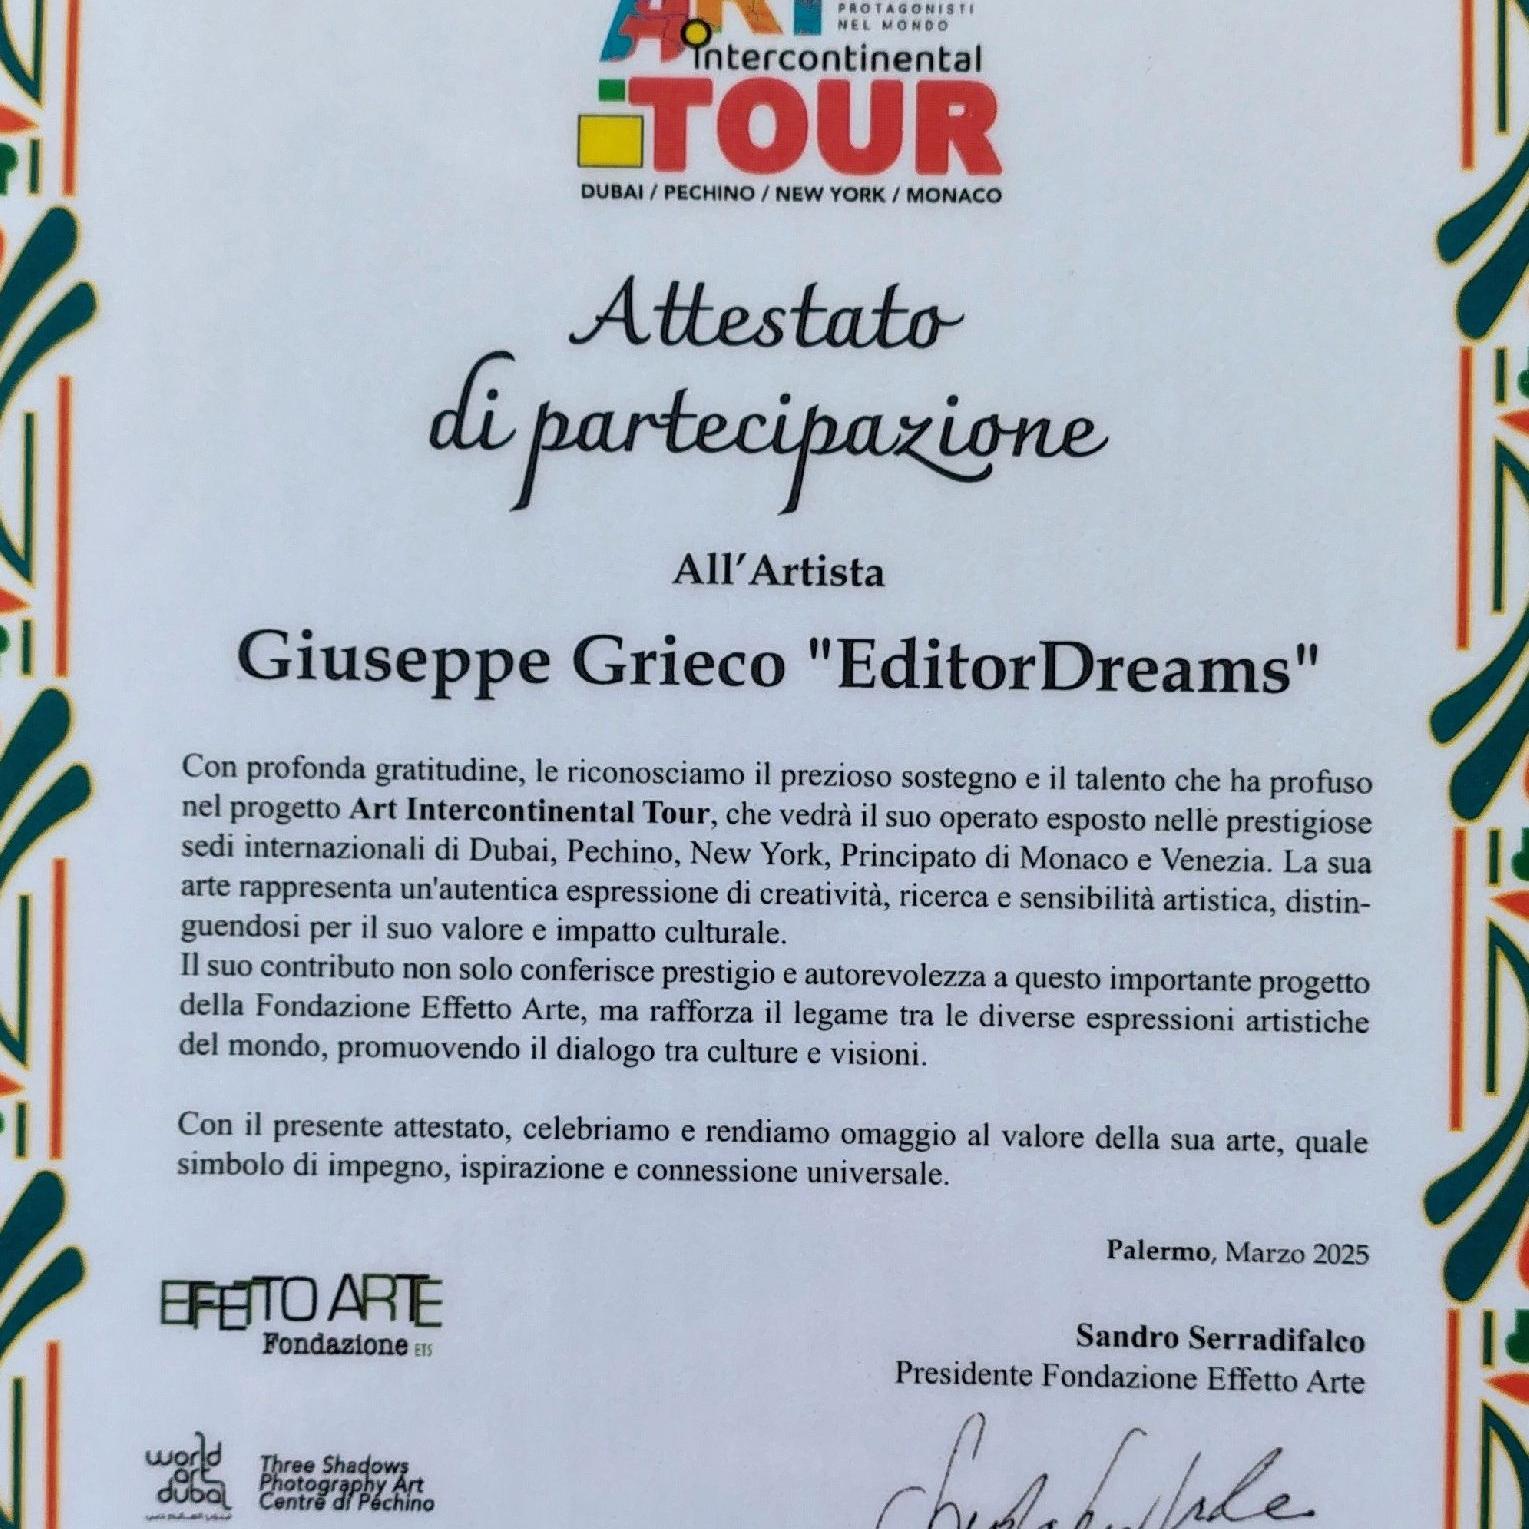 ART
PROTAGONISTI
NEL MONDO
intercontinental
TOUR
DUBAI / PECHINO / NEW YORK / MONACO
Attestato
di partecipazione
All'Artista
Giuseppe Grieco "EditorDreams"
Con profonda gratitudine, le riconosciamo il prezioso sostegno e il talento che ha profuso
nel progetto Art Intercontinental Tour, che vedrà il suo operato esposto nelle prestigiose
sedi internazionali di Dubai, Pechino, New York, Principato di Monaco e Venezia. La sua
arte rappresenta un'autentica espressione di creatività, ricerca e sensibilità artistica, distin-
guendosi per il suo valore e impatto culturale.
Il suo contributo non solo conferisce prestigio e autorevolezza a questo importante progetto
della Fondazione Effetto Arte, ma rafforza il legame tra le diverse espressioni artistiche
del mondo, promuovendo il dialogo tra culture e visioni.
Con il presente attestato, celebriamo e rendiamo omaggio al valore della sua arte, quale
simbolo di impegno, ispirazione e connessione universale.
Palermo, Marzo 2025
EFFETTO ARTE
Fondazione ETS
Sandro Serradifalco
Presidente Fondazione Effetto Arte
world
art
dubai
Three Shadows
Photography Art
Centre di Pechino